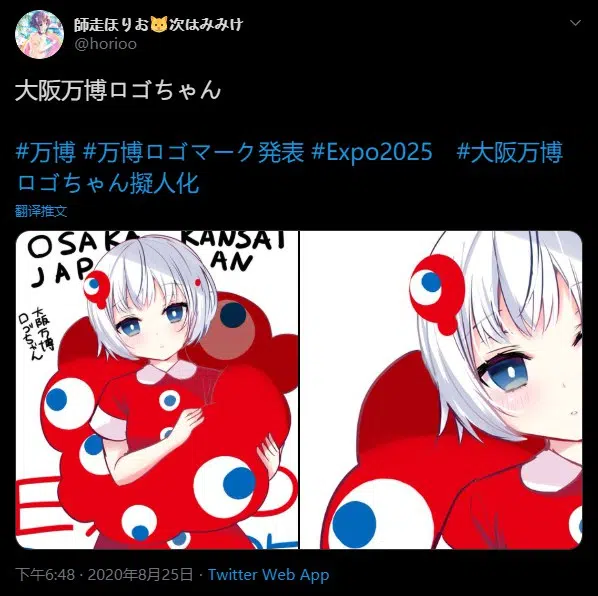 師走ほりお🐱次はみみけ
@horioo
大阪万博ロゴちゃん
#万博 #万博ロゴマーク発表 #Expo2025 #大阪万博
ロゴちゃん擬人化
翻译推文
OSAKA KANSAI
JAPAN
大阪万博
ロゴちゃん
下午6:48 · 2020年8月25日 · Twitter Web App